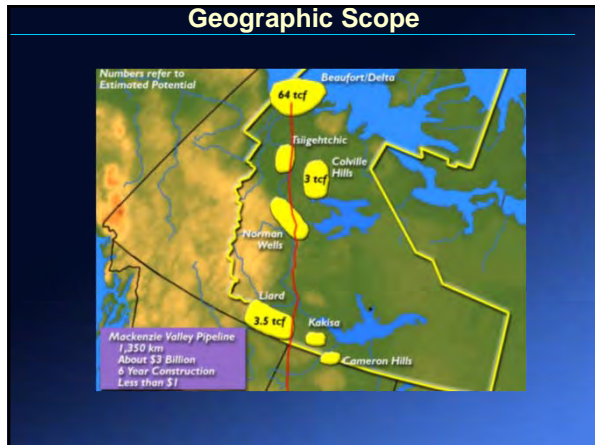 Geographic Scope
Numbers refer to
Estimated Potential
Beaufort/Delta
64 tcf
Tsiigehtchic
Colville
Hills
3 tcf
Norman
Wells
Liard
3.5 tcf
Kakisa
Cameron Hills
Mackenzie Valley Pipeline
1,350 km
About $3 Billion
6 Year Construction
Less than $1